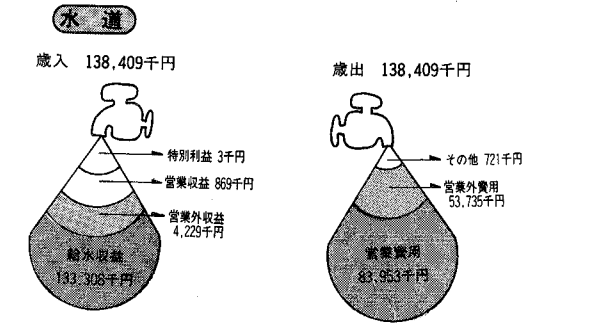 水道
歳入 138,409千円
特別利益 3千円
営業収益 869千円
営業外収益
4,229千円
給水収益
133,308千円
歳出 138,409千円
その他 721千円
営業外費用
53,735千円
営業費用
83,953千円